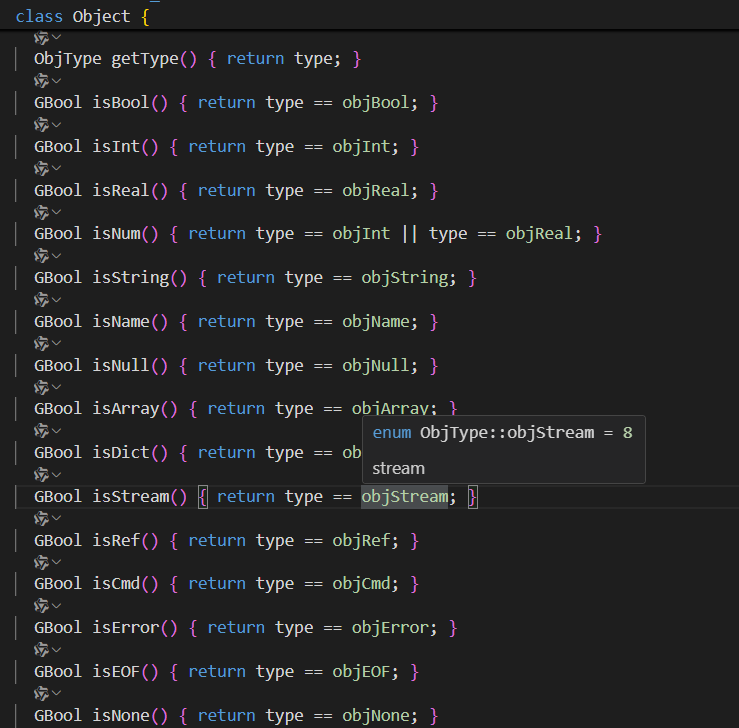 class Object {
ObjType getType() { return type; }
GBool isBool() { return type == objBool; }
GBool isInt() { return type == objInt; }
GBool isReal() { return type == objReal; }
GBool isNum() { return type == objInt || type == objReal; }
GBool isString() { return type == objString; }
GBool isName() { return type == objName; }
GBool isNull() { return type == objNull; }
GBool isArray() { return type == objArray; }
enum ObjType::objStream = 8
GBool isDict() { return type == ob
stream
GBool isStream() { return type == objStream; }
GBool isRef() { return type == objRef; }
GBool isCmd() { return type == objCmd; }
GBool isError() { return type == objError; }
GBool isEOF() { return type == objEOF; }
GBool isNone() { return type == objNone; }